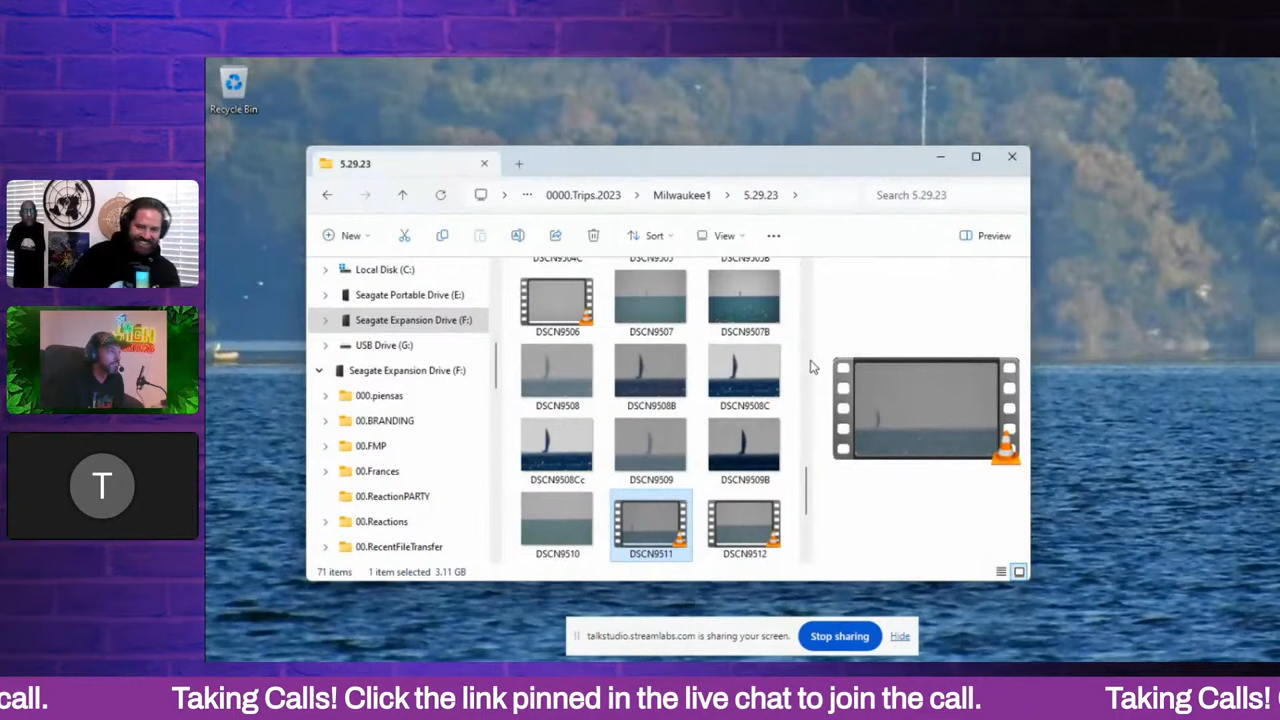 Recycle Bin
5.29.23
0000.Trips.2023
Milwaukee1
5.29.23
Search 5.29.23
New
Sort
View
Preview
Local Disk (C:)
Seagate Portable Drive (E:)
Seagate Expansion Drive (F:)
USB Drive (G:)
Seagate Expansion Drive (F:)
000.piensas
00.BRANDING
00.FMP
00.Frances
00.ReactionPARTY
00.Reactions
00.RecentFileTransfer
DSCN9506
DSCN9507
DSCN9507B
DSCN9508
DSCN9508B
DSCN9508C
DSCN9508Cc
DSCN9509
DSCN9509B
DSCN9510
DSCN9511
DSCN9512
71 items
1 item selected 3.11 GB
T
talkstudio.streamlabs.com is sharing your screen.
Stop sharing
Hide
call.
Taking Calls! Click the link pinned in the live chat to join the call.
Taking Calls!